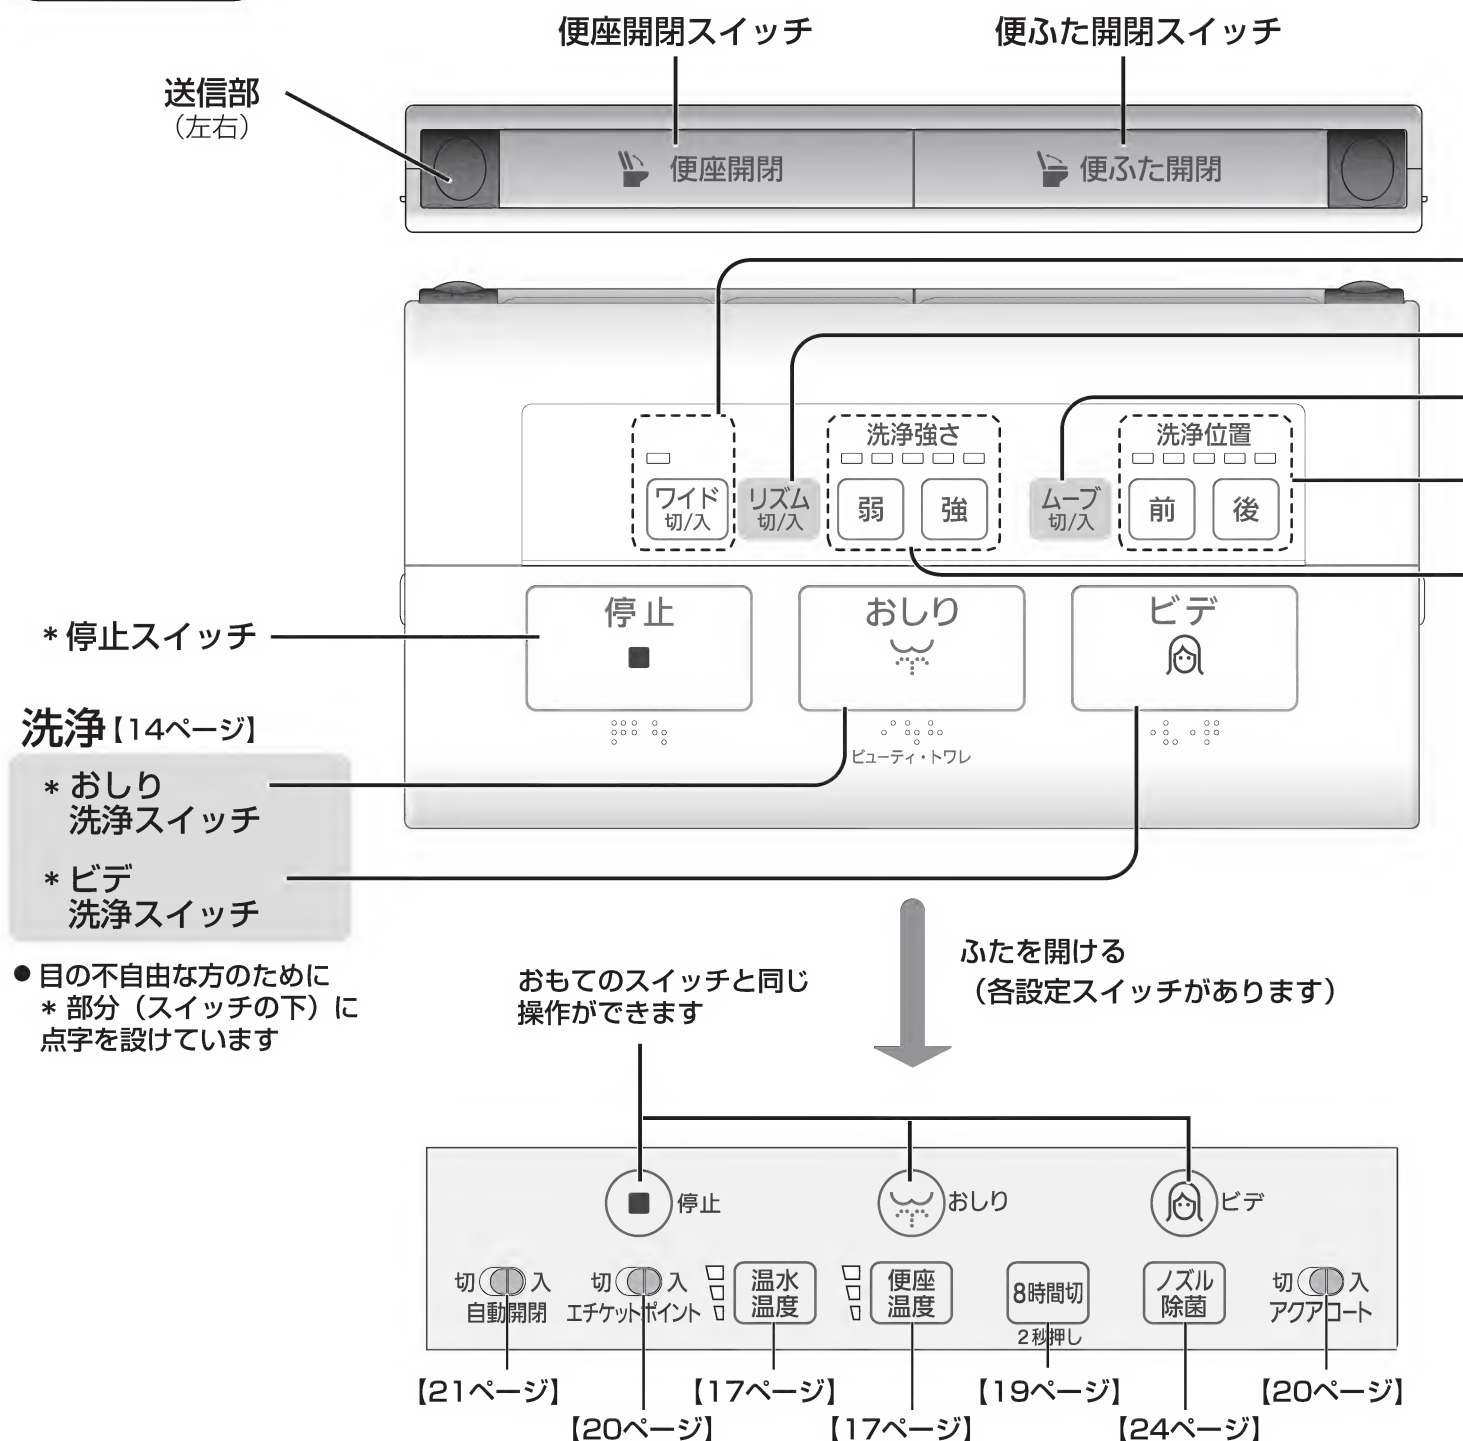 便座開閉スイッチ
便ふた開閉スイッチ
送信部
（左右）
便座開閉
便ふた開閉
洗浄強さ
洗浄位置
ワイド
切/入
リズム
切/入
弱
強
ムーブ
切/入
前
後
＊停止スイッチ
停止
おしり
ビデ
洗浄【14ページ】
ビューティ・トワレ
＊おしり
洗浄スイッチ
＊ビデ
洗浄スイッチ
●目の不自由な方のために
＊部分（スイッチの下）に
点字を設けています
おもてのスイッチと同じ
操作ができます
ふたを開ける
（各設定スイッチがあります）
停止
おしり
ビデ
切 入
自動開閉
切 入
エチケットポイント
温水
温度
便座
温度
8時間切
2秒押し
ノズル
除菌
切 入
アクアコート
【21ページ】
【17ページ】
【19ページ】
【20ページ】
【20ページ】
【17ページ】
【24ページ】